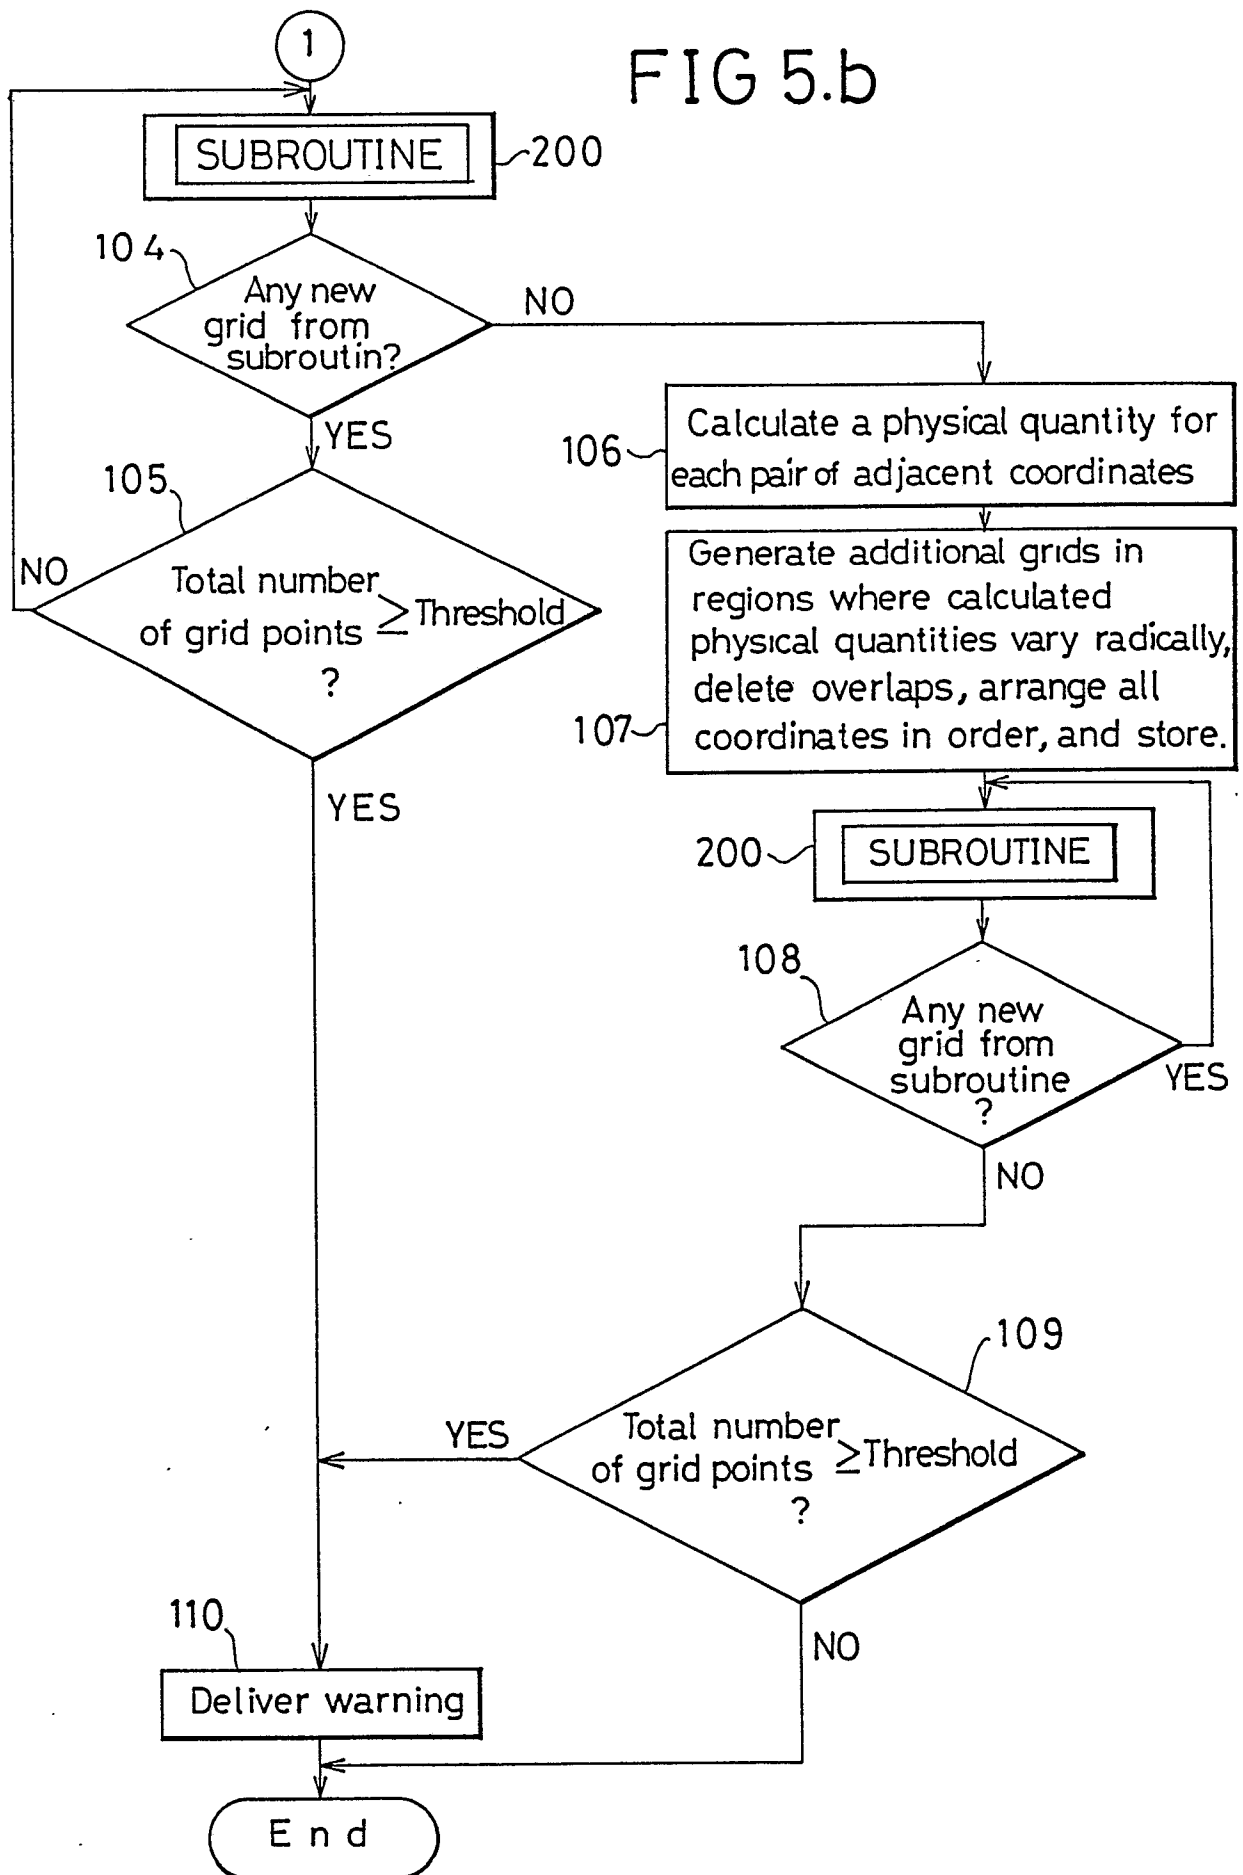 1
FIG 5.b
SUBROUTINE
200
104
Any new
grid from
subroutin?
NO
YES
106
Calculate a physical quantity for
each pair of adjacent coordinates
105
NO
Total number
of grid points ≥ Threshold
?
YES
107
Generate additional grids in
regions where calculated
physical quantities vary radically,
delete overlaps, arrange all
coordinates in order, and store.
200
SUBROUTINE
108
Any new
grid from
subroutine
?
YES
NO
109
YES
Total number
of grid points ≥ Threshold
?
NO
110
Deliver warning
End